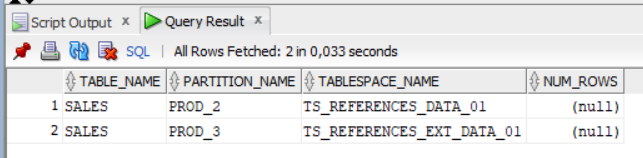 Script Output x Query Result x
SQL | All Rows Fetched: 2 in 0,033 seconds
TABLE_NAME PARTITION_NAME TABLESPACE_NAME NUM_ROWS
1 SALES PROD_2 TS_REFERENCES_DATA_01 (null)
2 SALES PROD_3 TS_REFERENCES_EXT_DATA_01 (null)